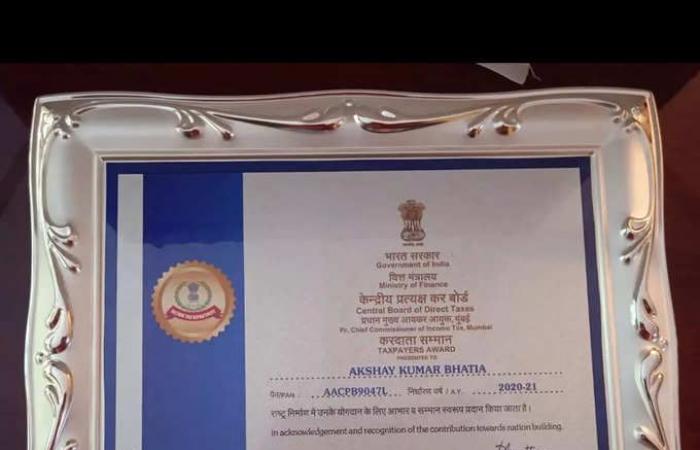 भारत सरकार
Government of India
वित्त मंत्रालय
Ministry of Finance
केन्द्रीय प्रत्यक्ष कर बोर्ड
Central Board of Direct Taxes
प्रधान मुख्य आयकर आयुक्त, मुंबई
Pr. Chief Commissioner of Income Tax, Mumbai
करदाता सम्मान
TAXPAYERS AWARD
PRESENTED TO
AKSHAY KUMAR BHATIA
पैन/PAN : AACPB9047L निर्धारण वर्ष / A.Y. 2020-21
राष्ट्र निर्माण में उनके योगदान के लिए आभार व सम्मान स्वरूप प्रदान किया जाता है।
in acknowledgement and recognition of the contribution towards nation building.